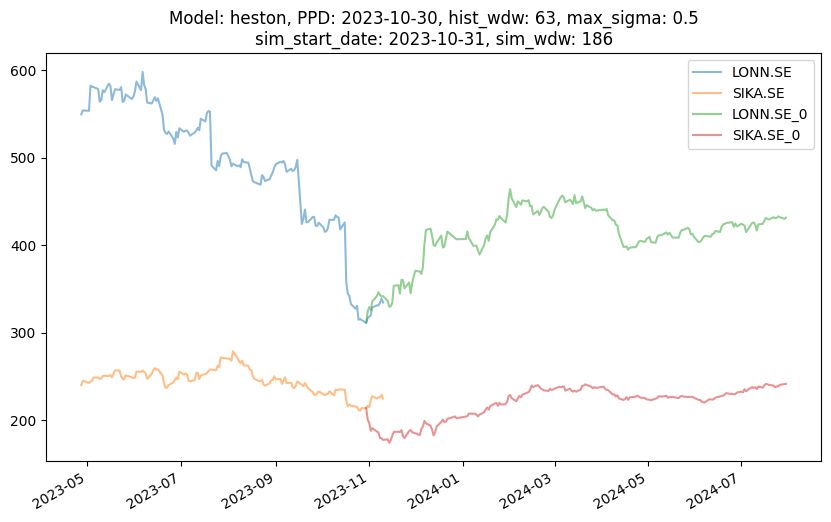 Model: heston, PPD: 2023-10-30, hist_wdw: 63, max_sigma: 0.5
sim_start_date: 2023-10-31, sim_wdw: 186
LONN.SE
SIKA.SE
LONN.SE_0
SIKA.SE_0
600
500
400
300
200
2023-05
2023-07
2023-09
2023-11
2024-01
2024-03
2024-05
2024-07